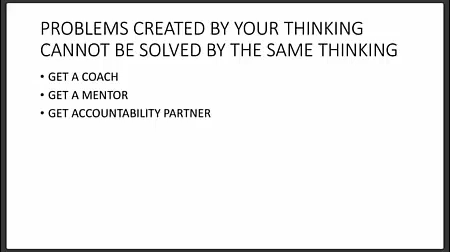 PROBLEMS CREATED BY YOUR THINKING
CANNOT BE SOLVED BY THE SAME THINKING
• GET A COACH
• GET A MENTOR
• GET ACCOUNTABILITY PARTNER